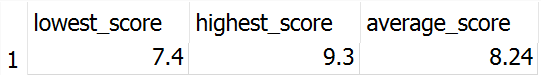 lowest_score highest_score average_score
1 7.4 9.3 8.24